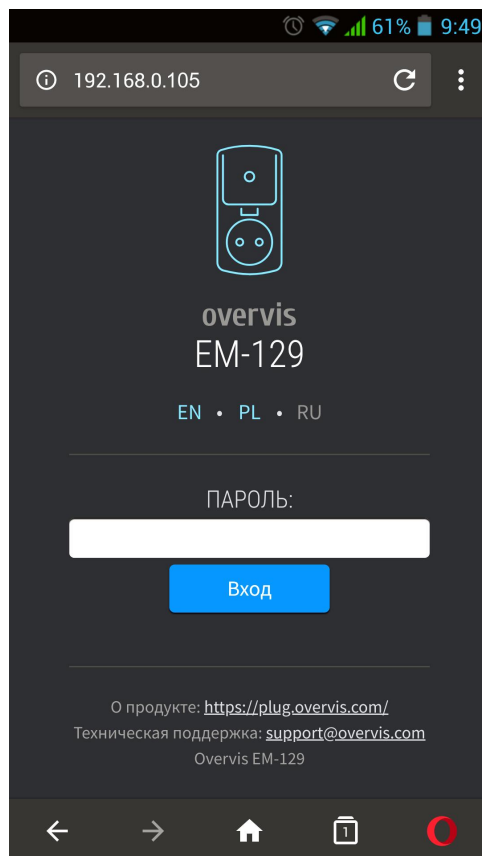 61% 9:49
192.168.0.105
overvis
EM-129
EN • PL • RU
ПАРОЛЬ:
Вход
О продукте: https://plug.overvis.com/
Техническая поддержка: support@overvis.com
Overvis EM-129
1